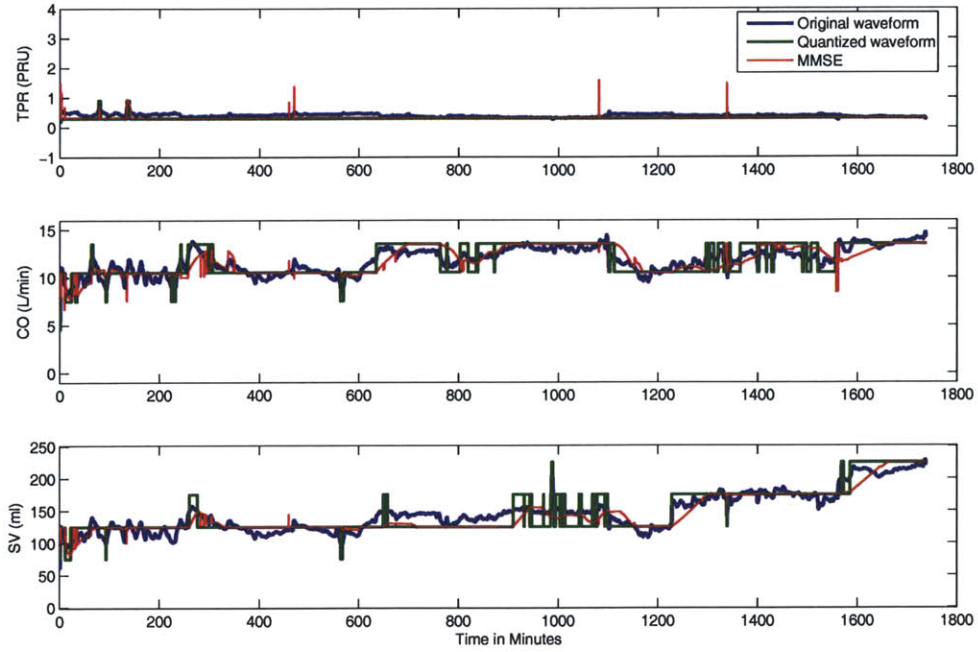 4
3
2
1
0
−1
TPR (PRU)
Original waveform
Quantized waveform
MMSE
0 200 400 600 800 1000 1200 1400 1600 1800
15
10
5
0
CO (L/min)
0 200 400 600 800 1000 1200 1400 1600 1800
250
200
150
100
50
0
SV (ml)
0 200 400 600 800 1000 1200 1400 1600 1800
Time in Minutes